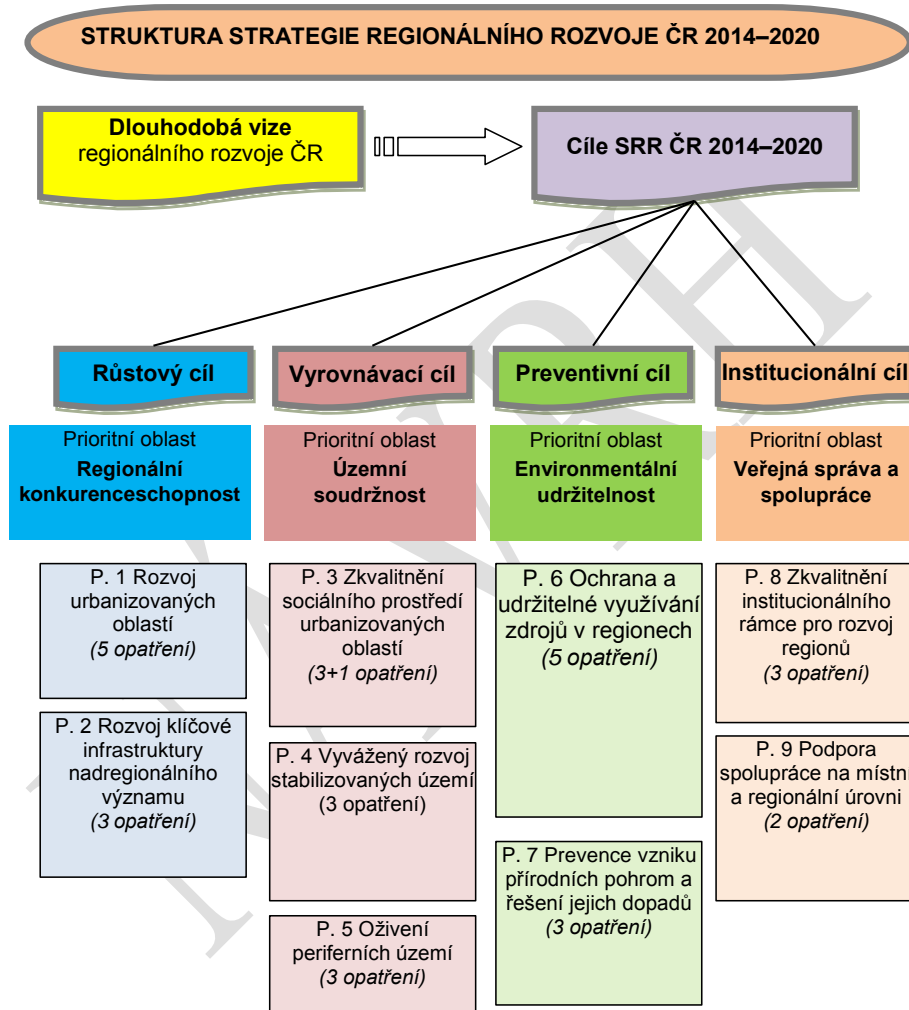 STRUKTURA STRATEGIE REGIONÁLNÍHO ROZVOJE ČR 2014–2020
Dlouhodobá vize
regionálního rozvoje ČR
Cíle SRR ČR 2014–2020
Růstový cíl
Vyrovnávací cíl
Preventivní cíl
Institucionální cíl
Prioritní oblast
Regionální
konkurenceschopnost
Prioritní oblast
Územní
soudržnost
Prioritní oblast
Environmentální
udržitelnost
Prioritní oblast
Veřejná správa a
spolupráce
P. 1 Rozvoj
urbanizovaných
oblastí
(5 opatření)
P. 2 Rozvoj klíčové
infrastruktury
nadregionálního
významu
(3 opatření)
P. 3 Zkvalitnění
sociálního prostředí
urbanizovaných
oblastí
(3+1 opatření)
P. 4 Vyvážený rozvoj
stabilizovaných území
(3 opatření)
P. 5 Oživení
periferních území
(3 opatření)
P. 6 Ochrana a
udržitelné využívání
zdrojů v regionech
(5 opatření)
P. 7 Prevence vzniku
přírodních pohrom a
řešení jejich dopadů
(3 opatření)
P. 8 Zkvalitnění
institucionálního
rámce pro rozvoj
regionů
(3 opatření)
P. 9 Podpora
spolupráce na místní
a regionální úrovni
(2 opatření)
NÁVRH